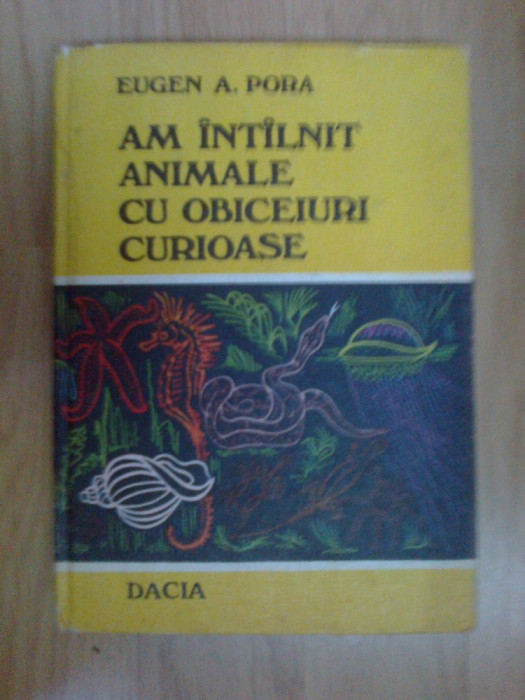 EUGEN A. PORA
AM ÎNTÎLNIT
ANIMALE
CU OBICEIURI
CURIOASE
DACIA